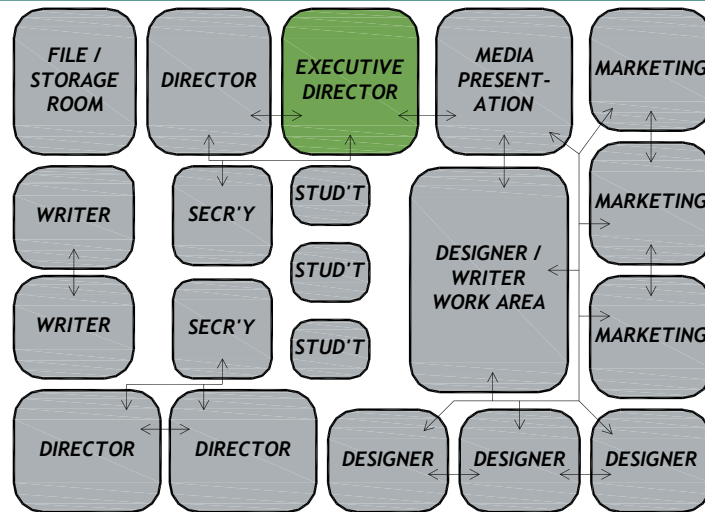 FILE /
STORAGE
ROOM
DIRECTOR
EXECUTIVE
DIRECTOR
MEDIA
PRESENT-
ATION
MARKETING
WRITER
SECR'Y
STUD'T
DESIGNER /
WRITER
WORK AREA
MARKETING
STUD'T
WRITER
SECR'Y
STUD'T
MARKETING
DIRECTOR
DIRECTOR
DESIGNER
DESIGNER
DESIGNER